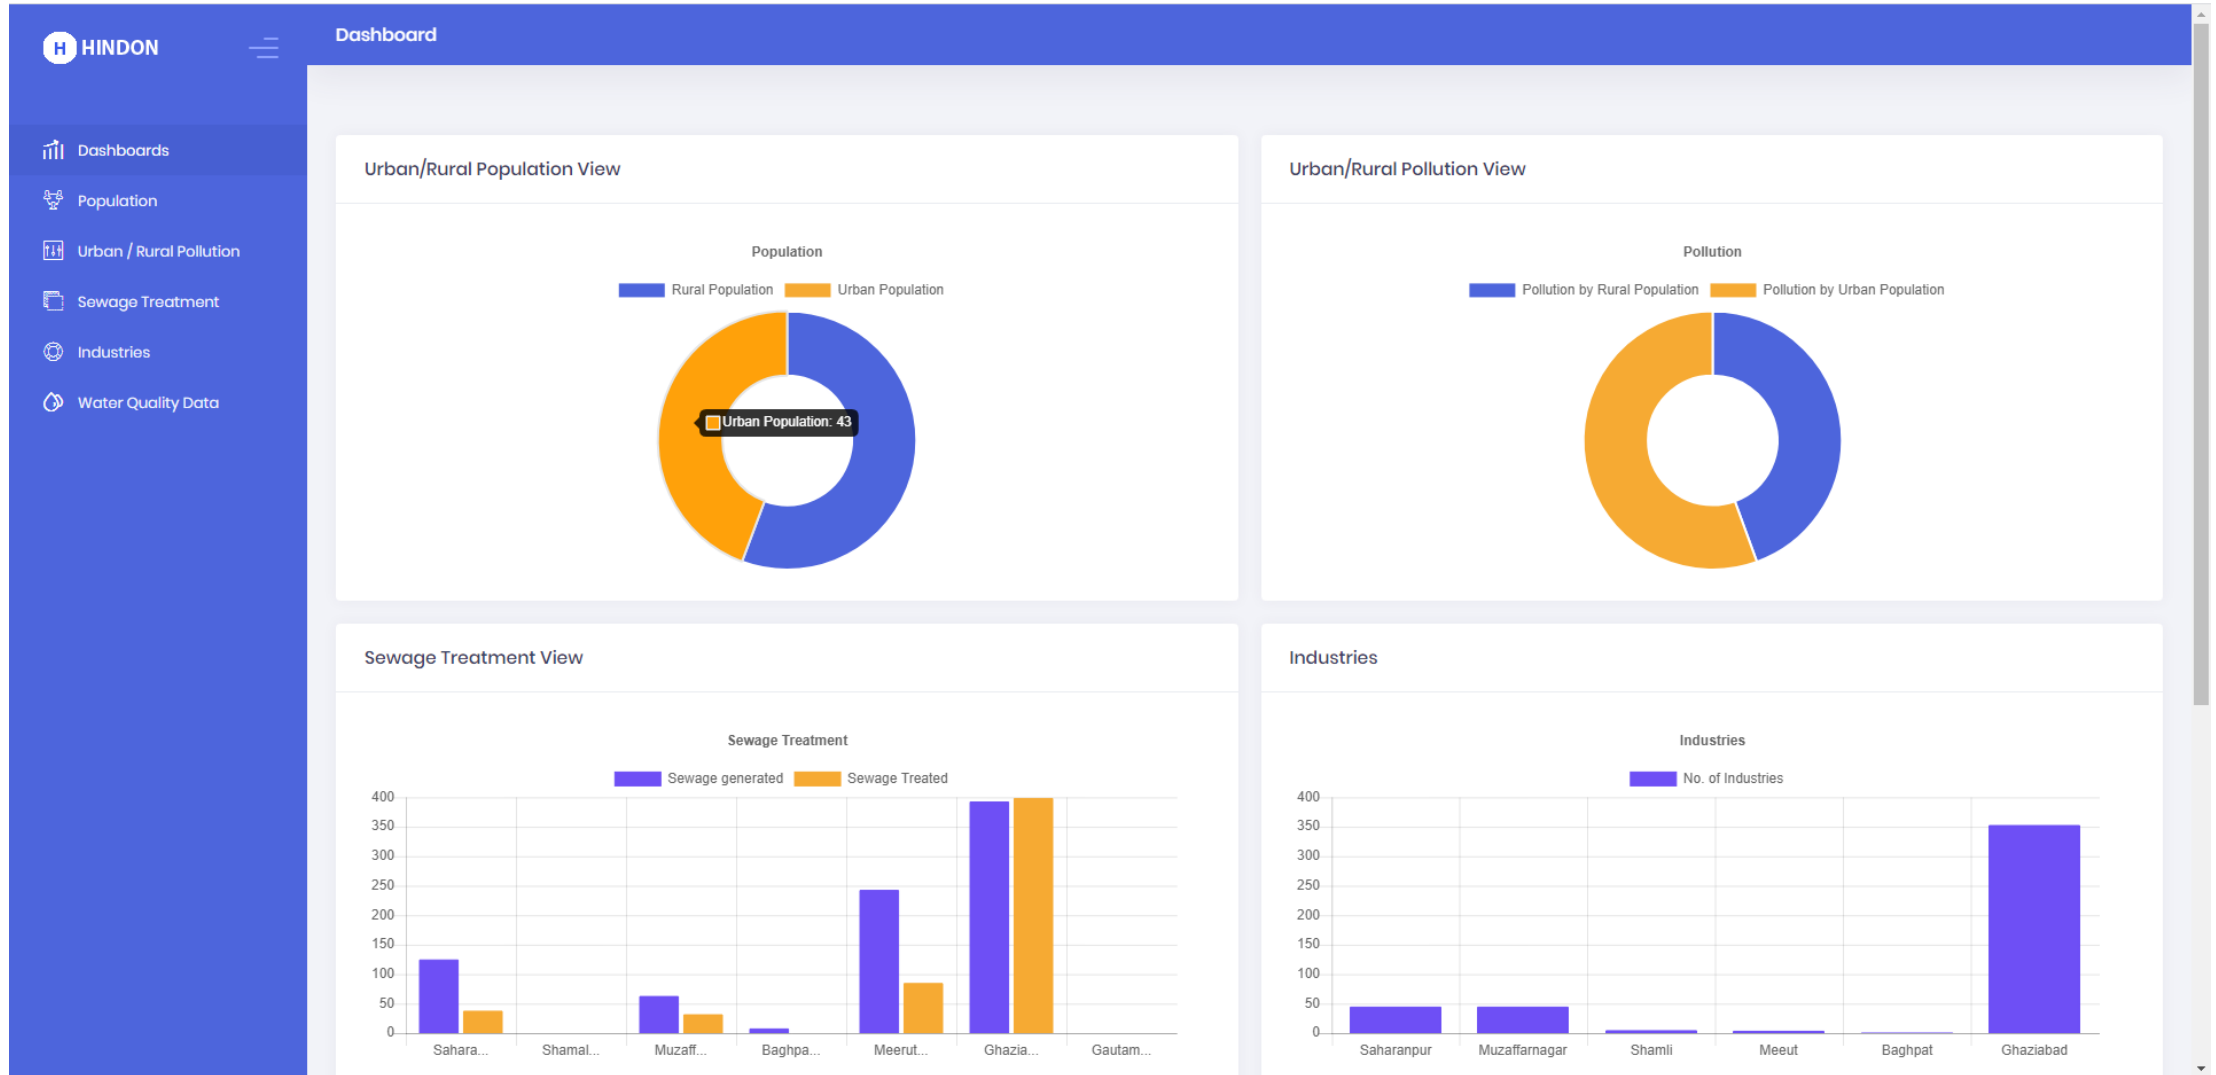 H HINDON
Dashboard
Dashboards
Population
Urban / Rural Pollution
Sewage Treatment
Industries
Water Quality Data
Urban/Rural Population View
Population
Rural Population Urban Population
Urban Population: 43
Urban/Rural Pollution View
Pollution
Pollution by Rural Population Pollution by Urban Population
Sewage Treatment View
Sewage Treatment
Sewage generated Sewage Treated
400
350
300
250
200
150
100
50
0
Sahara... Shamal... Muzaff... Baghpa... Meerut... Ghazia... Gautam...
Industries
Industries
No. of Industries
400
350
300
250
200
150
100
50
0
Saharanpur Muzaffarnagar Shamli Meeut Baghpat Ghaziabad